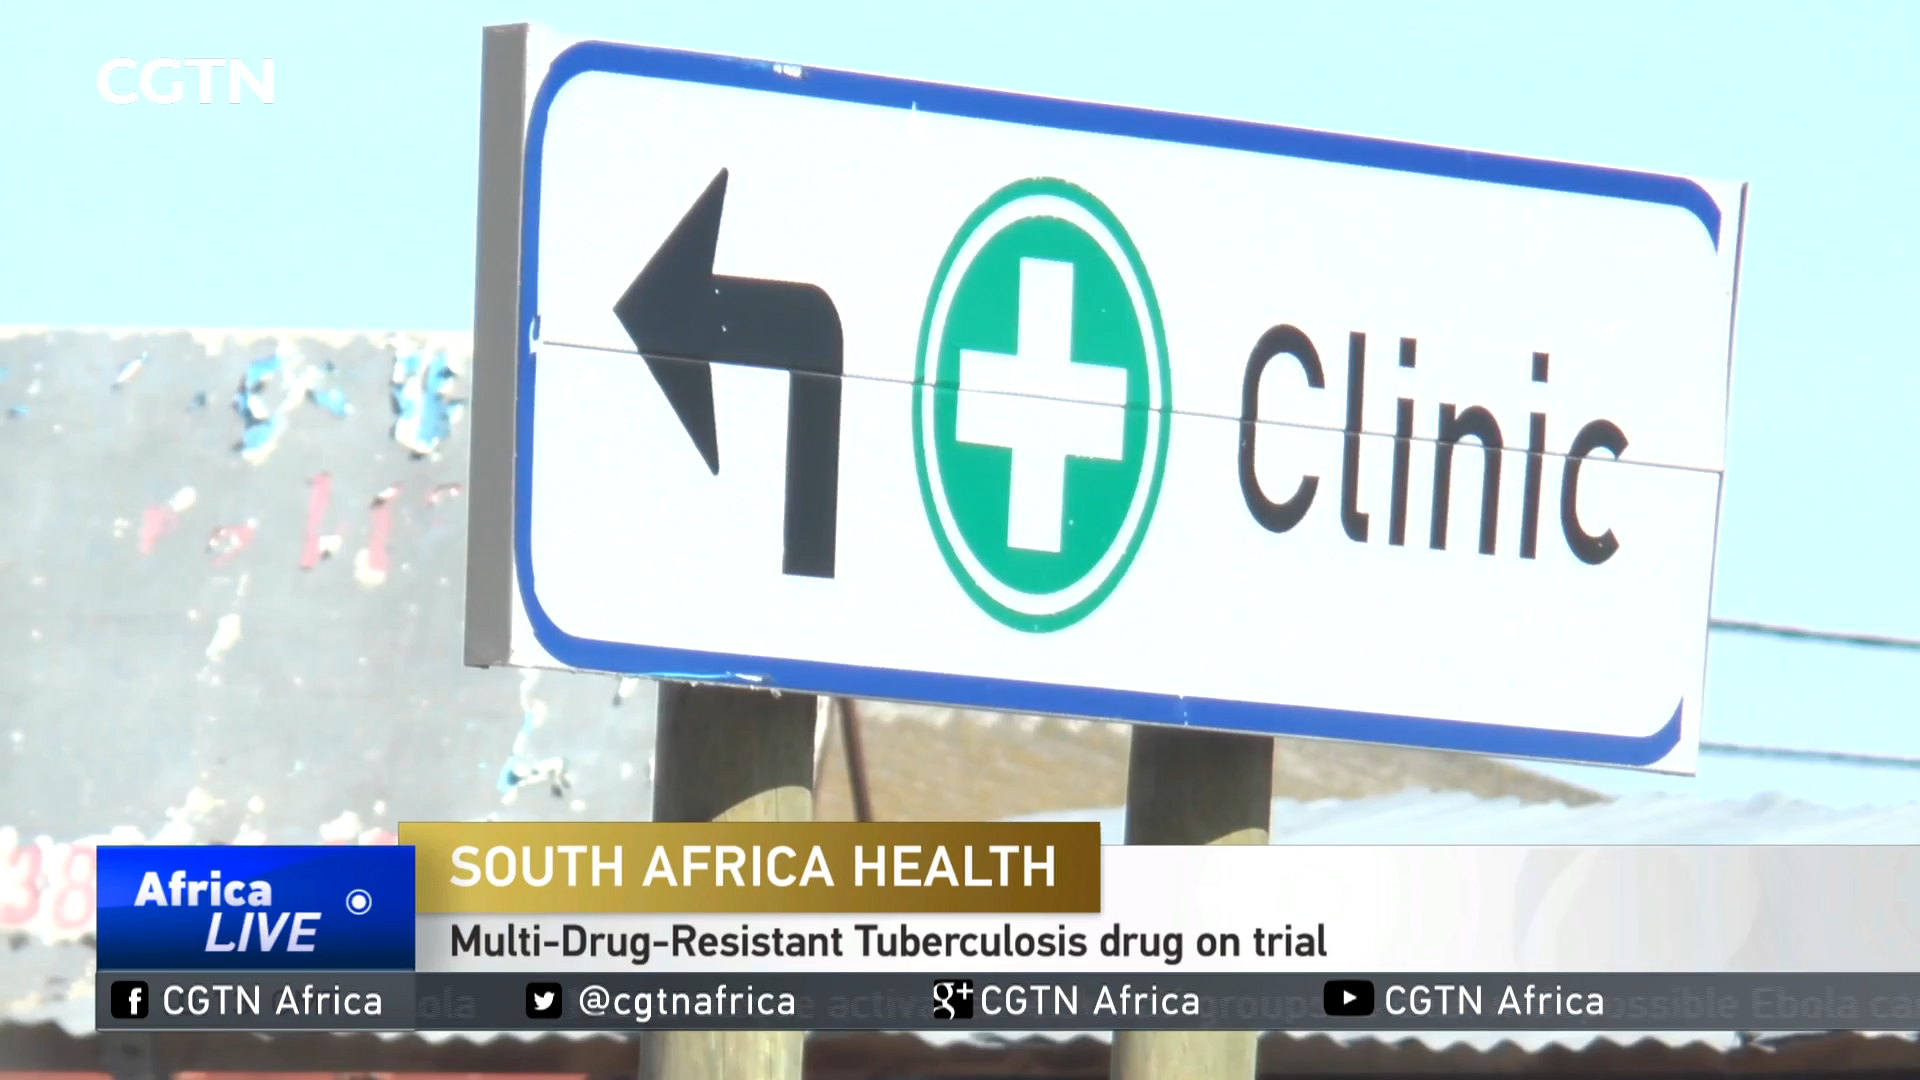 CGTN
Clinic
SOUTH AFRICA HEALTH
Africa
LIVE
Multi-Drug-Resistant Tuberculosis drug on trial
CGTN Africa
@cgtnafrica
g+ CGTN Africa
CGTN Africa